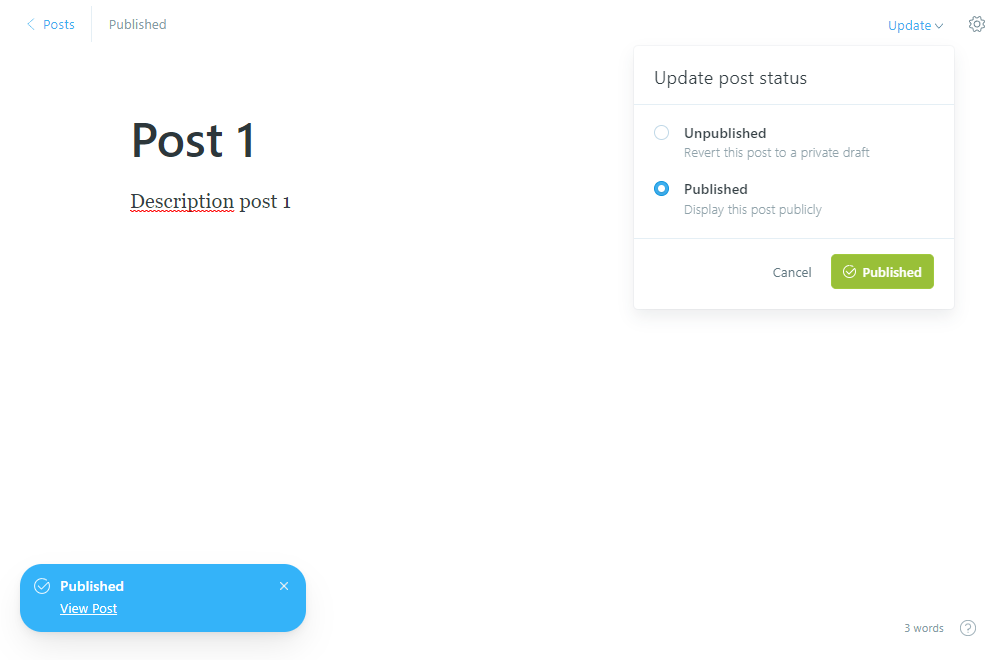 Posts
Published
Update
Update post status
Unpublished
Revert this post to a private draft
Published
Display this post publicly
Cancel
Published
Post 1
Description post 1
Published
View Post
3 words
?